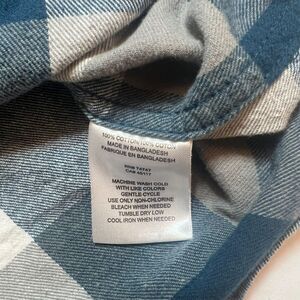 100% COTTON/100% COTON
MADE IN BANGLADESH
FABRIQUE EN BANGLADESH
MACHINE WASH COLD
WITH LIKE COLORS
GENTLE CYCLE
USE ONLY NON-CHLORINE
BLEACH WHEN NEEDED
TUMBLE DRY LOW
COOL IRON WHEN NEEDED